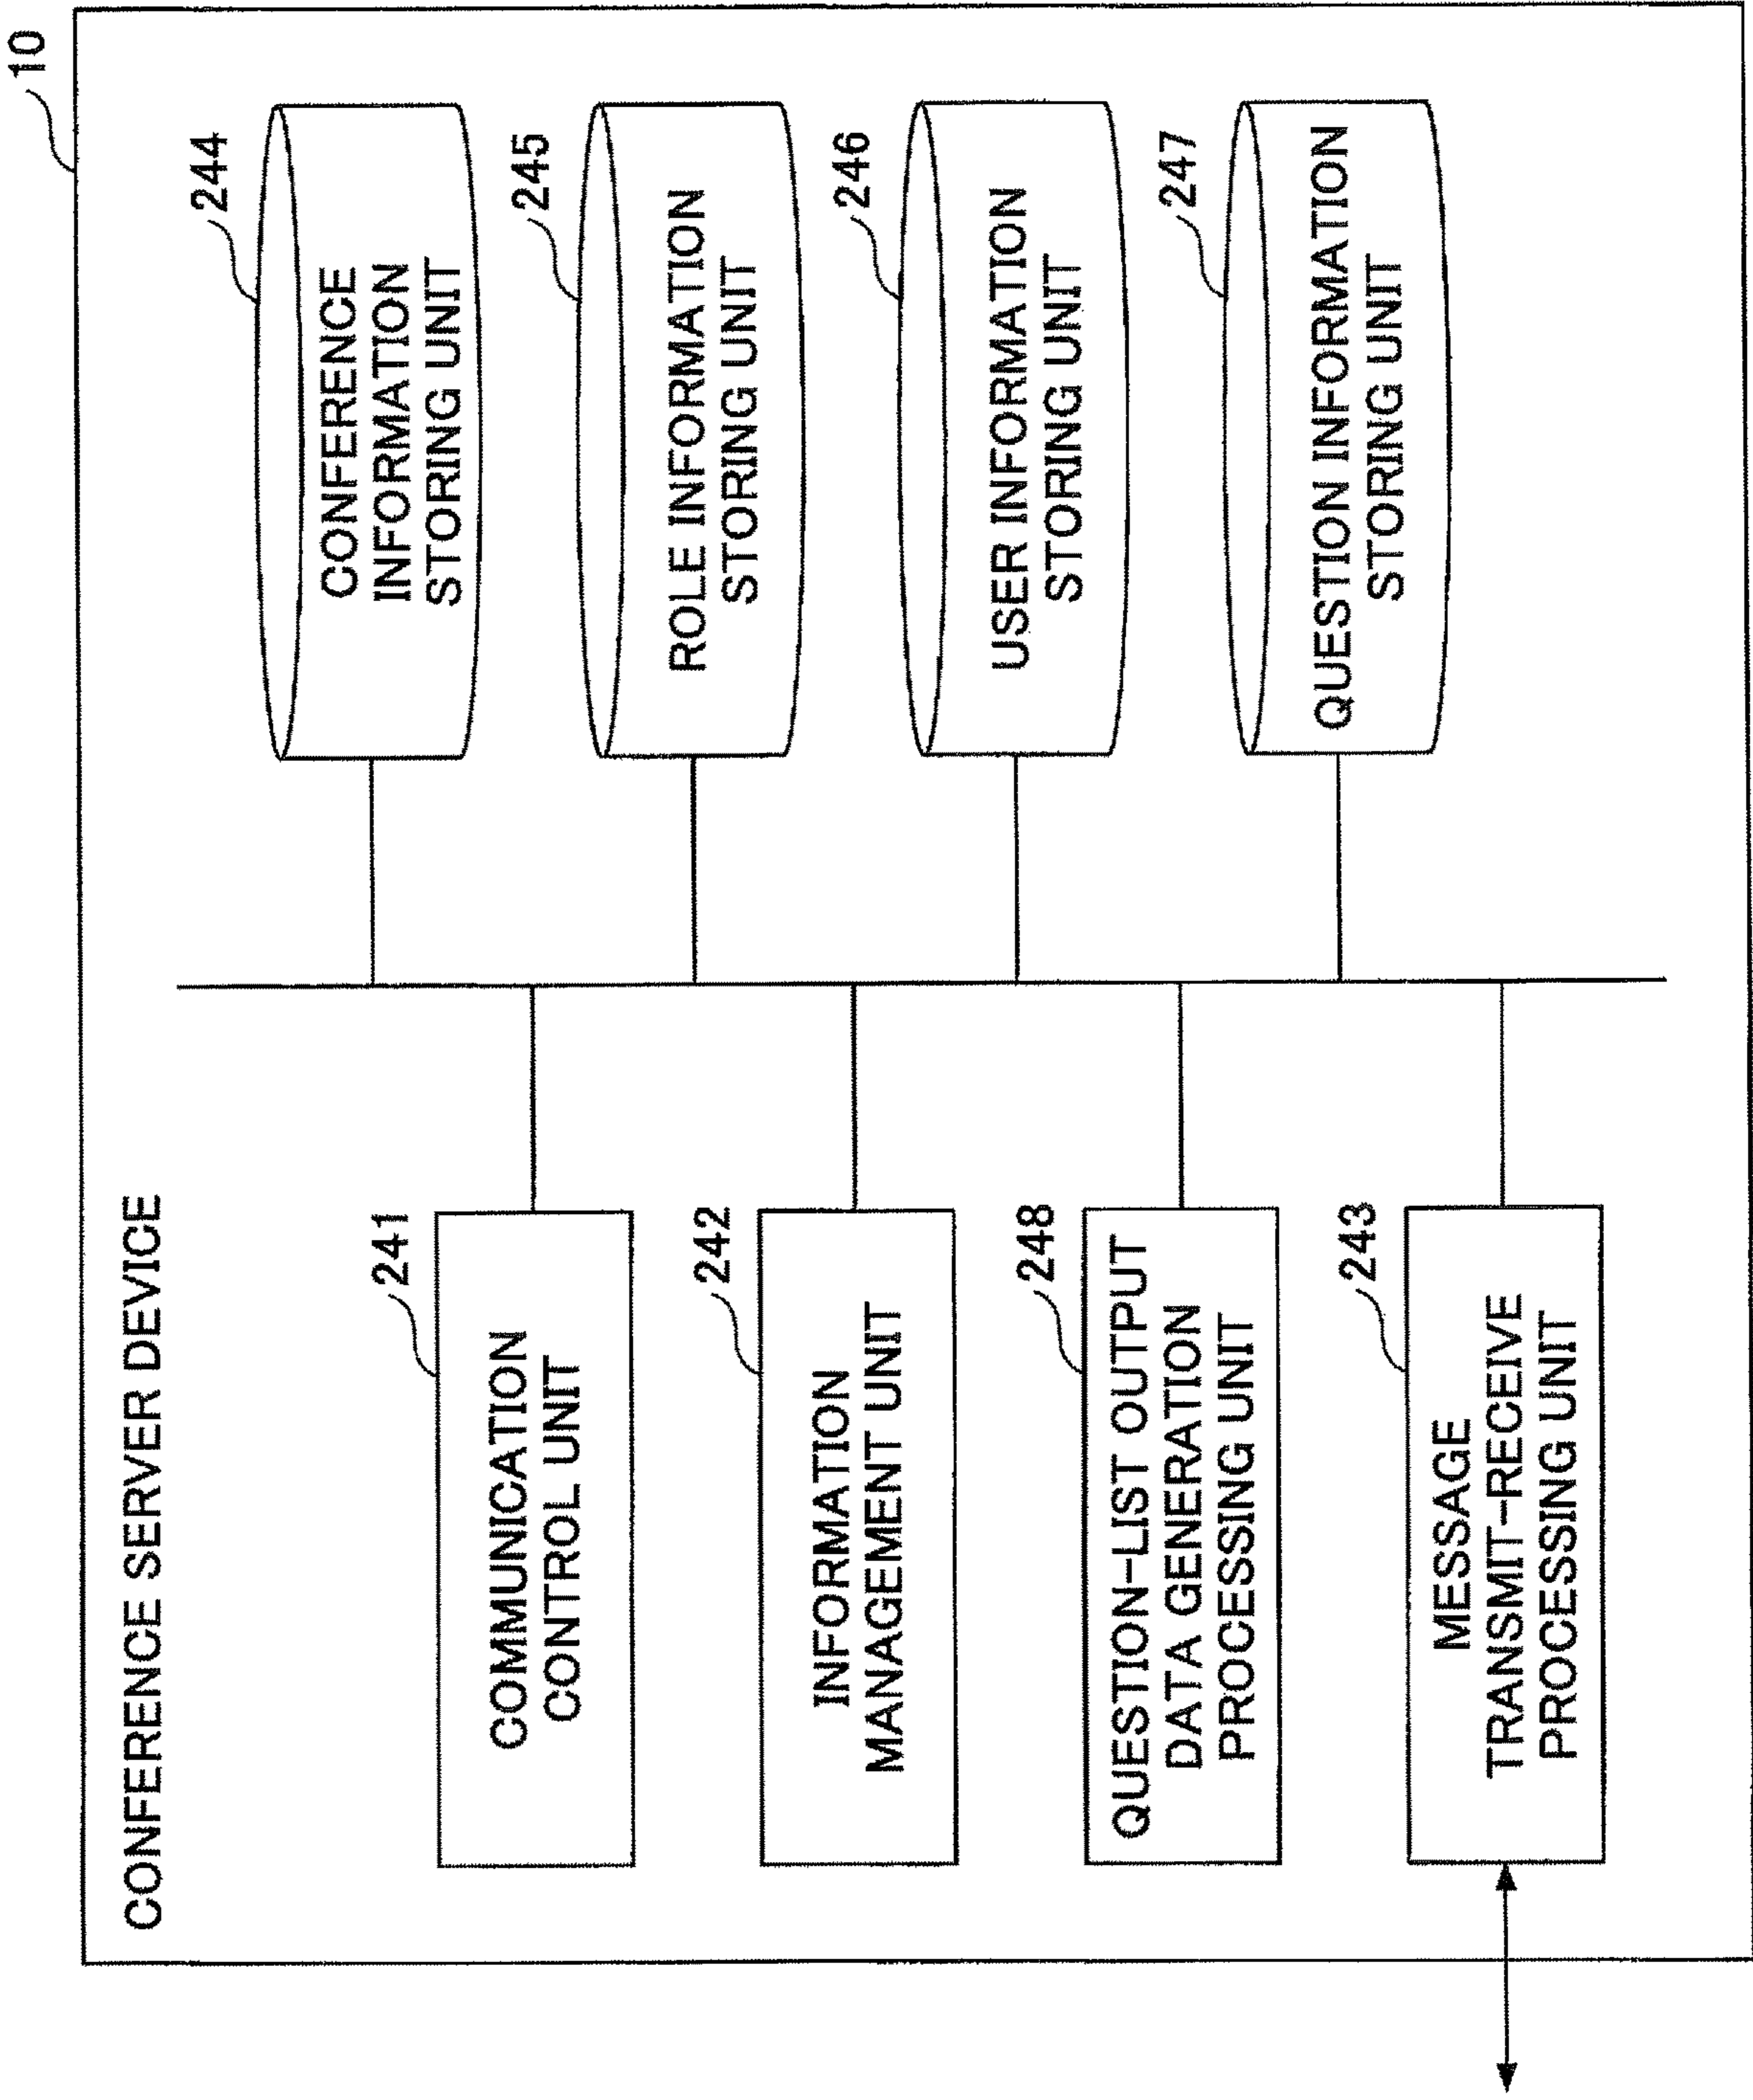 10
CONFERENCE SERVER DEVICE
241
COMMUNICATION
CONTROL UNIT
242
INFORMATION
MANAGEMENT UNIT
248
QUESTION-LIST OUTPUT
DATA GENERATION
PROCESSING UNIT
243
MESSAGE
TRANSMIT-RECEIVE
PROCESSING UNIT
244
CONFERENCE
INFORMATION
STORING UNIT
245
ROLE INFORMATION
STORING UNIT
246
USER INFORMATION
STORING UNIT
247
QUESTION INFORMATION
STORING UNIT